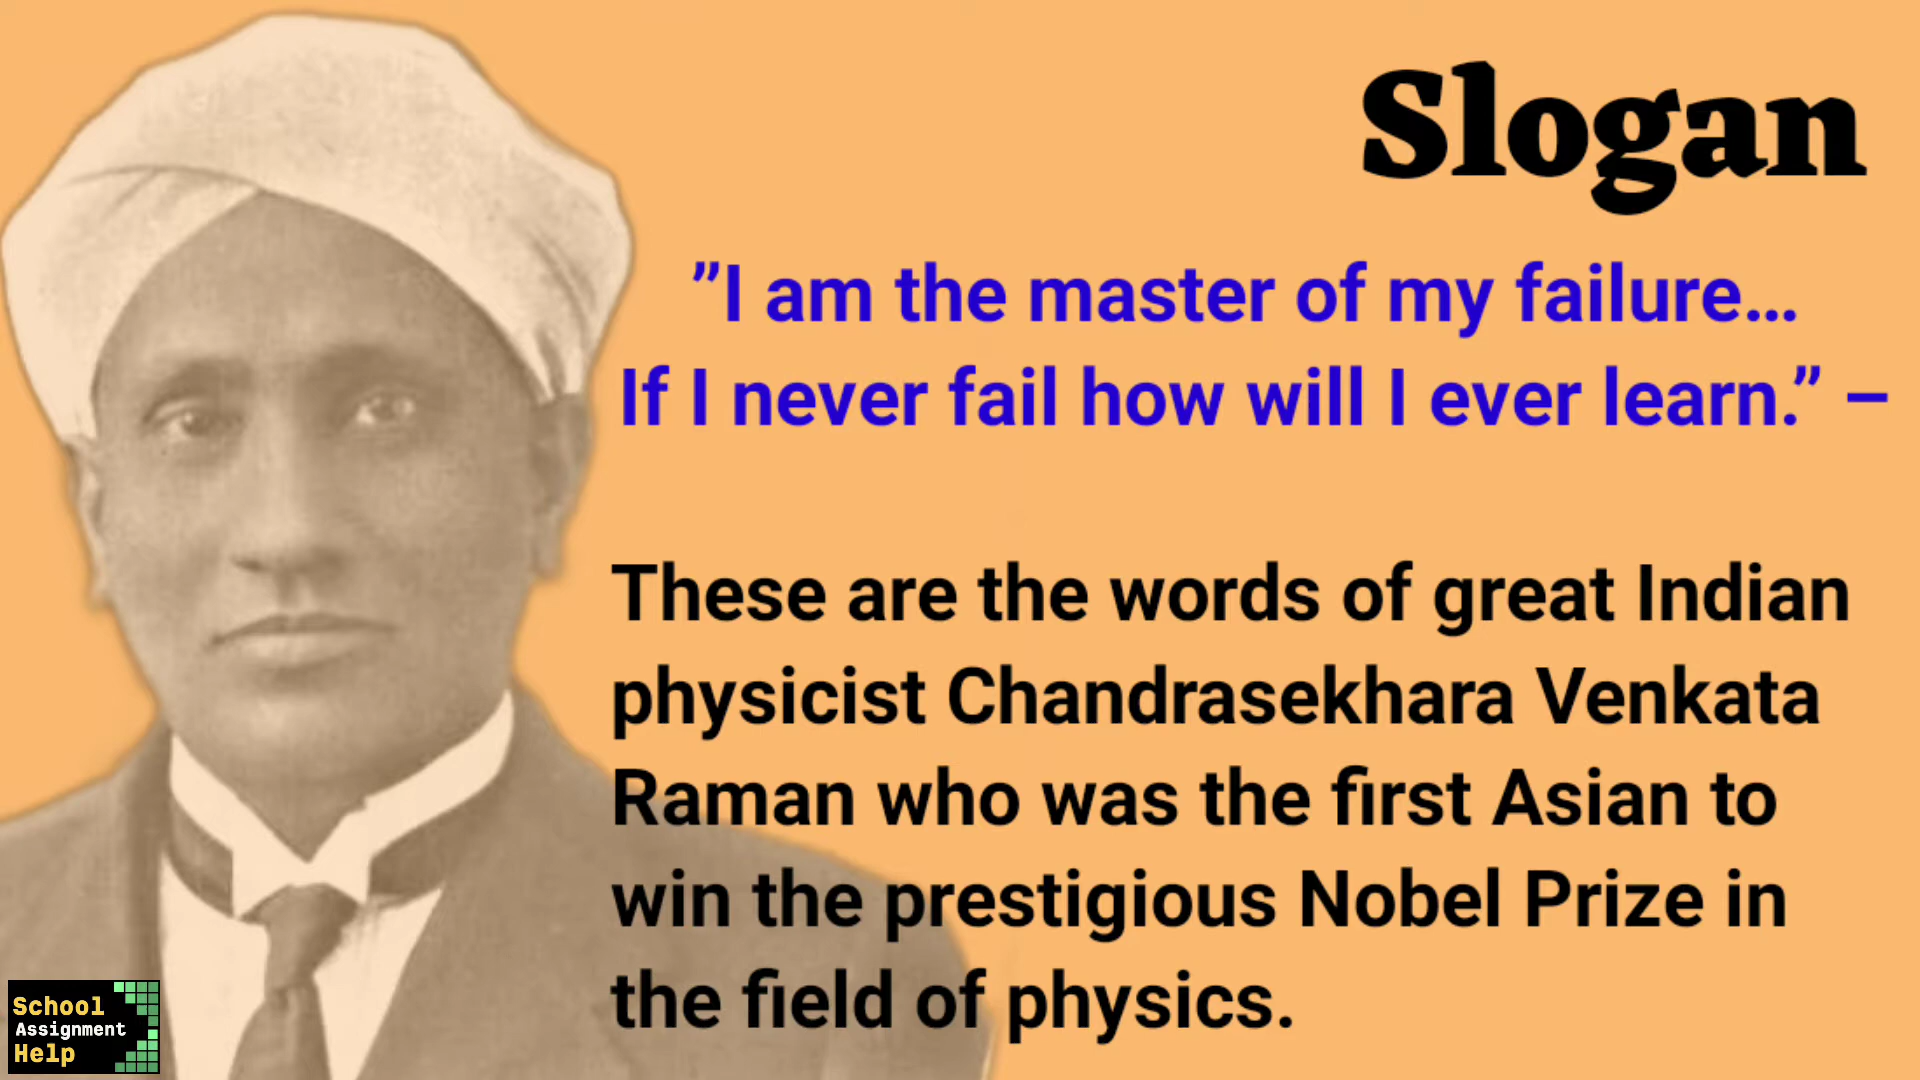 Slogan
”I am the master of my failure...
If I never fail how will I ever learn.” –
These are the words of great Indian
physicist Chandrasekhara Venkata
Raman who was the first Asian to
win the prestigious Nobel Prize in
the field of physics.
School
Assignment
Help